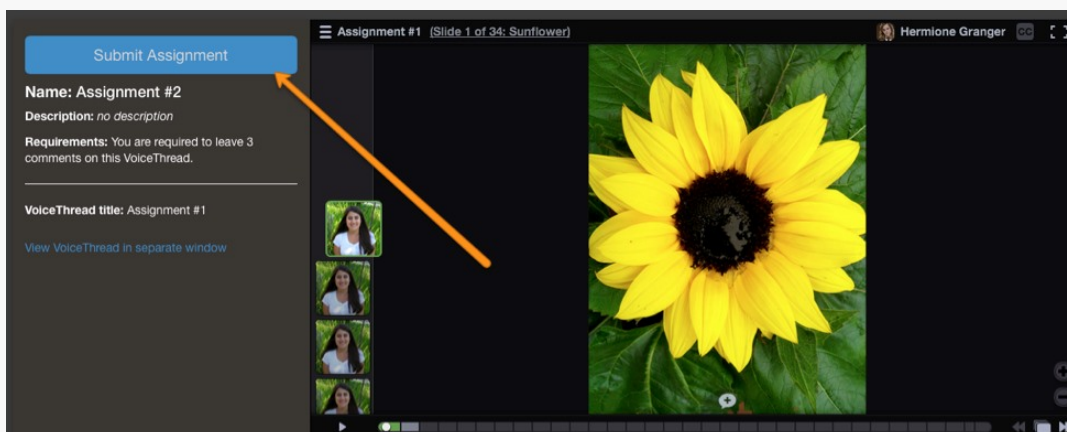 Submit Assignment
Name: Assignment #2
Description: no description
Requirements: You are required to leave 3
comments on this VoiceThread.
VoiceThread title: Assignment #1
View VoiceThread in separate window
Assignment #1 (Slide 1 of 34: Sunflower)
Hermione Granger CC